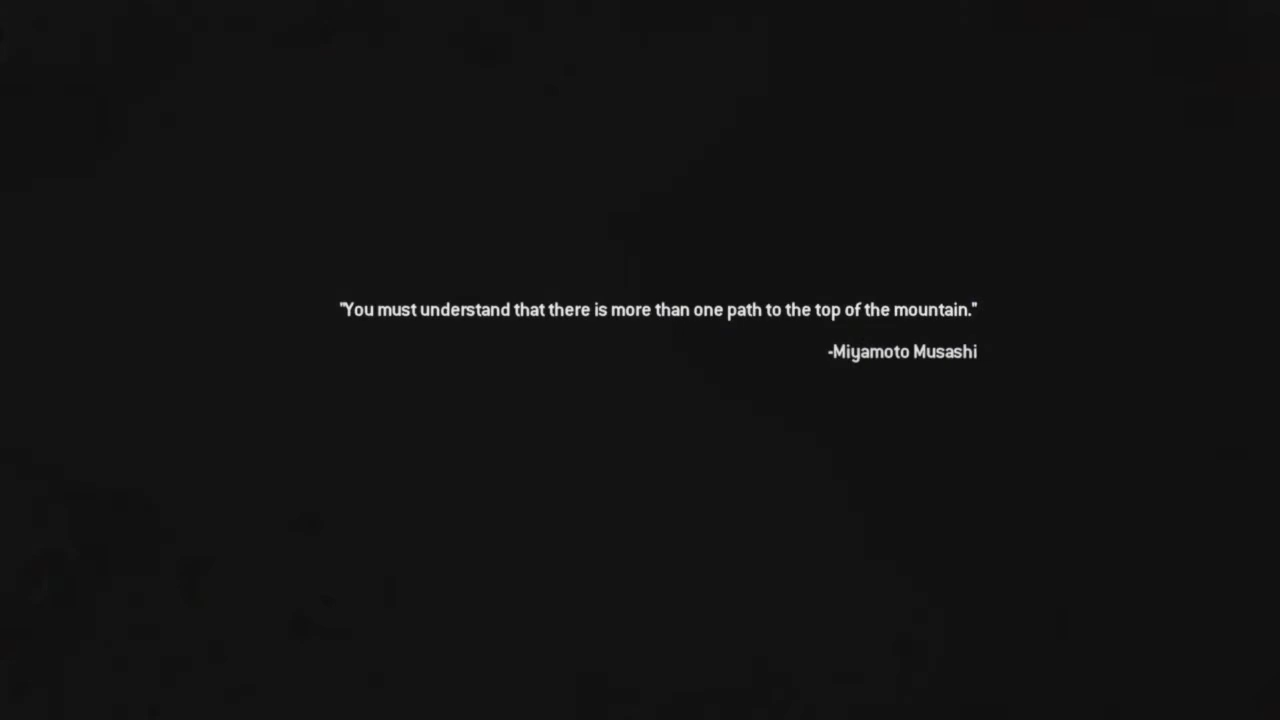 "You must understand that there is more than one path to the top of the mountain."
-Miyamoto Musashi